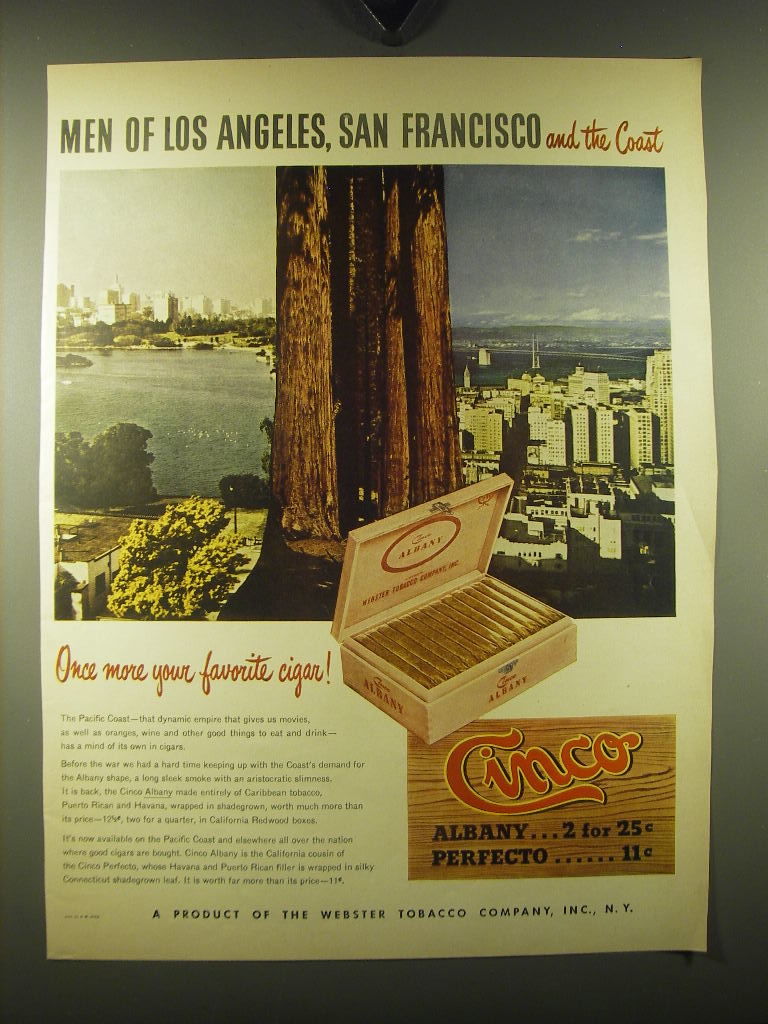 MEN OF LOS ANGELES, SAN FRANCISCO and the Coast
Cinco
ALBANY
WEBSTER TOBACCO COMPANY, INC.
Cinco
ALBANY
Cinco
ALBANY
Once more your favorite cigar!
The Pacific Coast—that dynamic empire that gives us movies,
as well as oranges, wine and other good things to eat and drink—
has a mind of its own in cigars.
Before the war we had a hard time keeping up with the Coast's demand for
the Albany shape, a long sleek smoke with an aristocratic slimness.
It is back, the Cinco Albany made entirely of Caribbean tobacco,
Puerto Rican and Havana, wrapped in shadegrown, worth much more than
its price—12½¢, two for a quarter, in California Redwood boxes.
It's now available on the Pacific Coast and elsewhere all over the nation
where good cigars are bought. Cinco Albany is the California cousin of
the Cinco Perfecto, whose Havana and Puerto Rican filler is wrapped in silky
Connecticut shadegrown leaf. It is worth far more than its price—11¢.
Cinco
ALBANY... 2 for 25¢
PERFECTO ...... 11¢
A PRODUCT OF THE WEBSTER TOBACCO COMPANY, INC., N. Y.